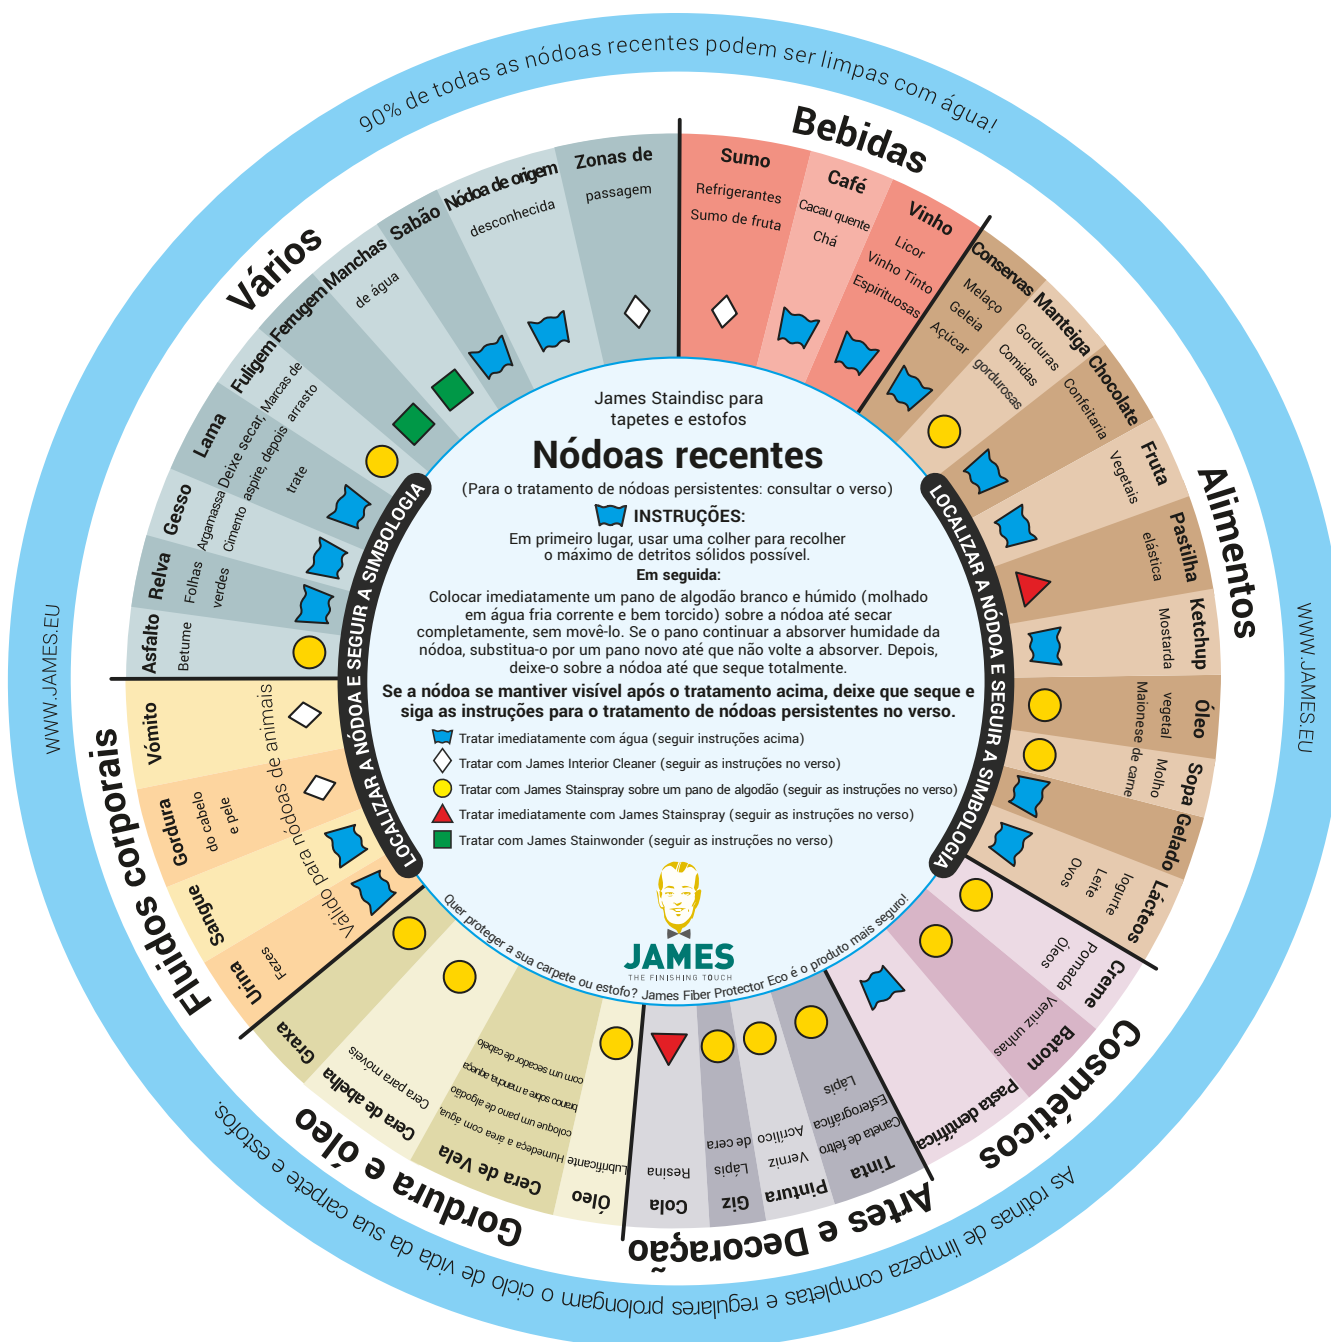 90% de todas as nódoas recentes podem ser limpas com água!
WWW.JAMES.EU
As rotinas de limpeza completas e regulares prolongam o ciclo de vida da sua carpete e estofos.
WWW.JAMES.EU
Bebidas
Sumo
Refrigerantes
Sumo de fruta
Café
Cacau quente
Chá
Vinho
Licor
Vinho Tinto
Espirituosas
Alimentos
Conservas
Melaço
Geleia
Açúcar
Manteiga
Gorduras
Comidas
gordurosas
Chocolate
Confeitaria
Fruta
Vegetais
Pastilha
elástica
Ketchup
Mostarda
Óleo
vegetal
Maionese
Sopa
Molho
de carne
Gelado
Lácteos
Iogurte
Leite
Ovos
Cosméticos
Creme
Pomada
Óleos
Batom
Verniz unhas
Pasta dentífrica
Artes e Decoração
Tinta
Caneta de feltro
Esferográfica
Lápis
Pintura
Verniz
Acrílico
Giz
Lápis
de cera
Cola
Resina
Gordura e óleo
Óleo
Lubrificante
Cera de Vela
Humedeça a área com água,
coloque um pano de algodão
branco sobre a mancha, aqueça
com um secador de cabelo
Cera de abelha
Cera para móveis
Graxa
Fluidos corporais
Urina
Fezes
Sangue
Gordura
do cabelo
e pele
Vómito
Válido para nódoas de animais
Vários
Asfalto
Betume
Relva
Folhas
verdes
Gesso
Argamassa
Cimento
Lama
Deixe secar,
aspire, depois
trate
Fuligem
Marcas de
arrasto
Ferrugem
Manchas
de água
Sabão
Nódoa de origem
desconhecida
Zonas de
passagem
LOCALIZAR A NÓDOA E SEGUIR A SIMBOLOGIA
LOCALIZAR A NÓDOA E SEGUIR A SIMBOLOGIA
James Staindisc para
tapetes e estofos
Nódoas recentes
(Para o tratamento de nódoas persistentes: consultar o verso)
INSTRUÇÕES:
Em primeiro lugar, usar uma colher para recolher
o máximo de detritos sólidos possível.
Em seguida:
Colocar imediatamente um pano de algodão branco e húmido (molhado
em água fria corrente e bem torcido) sobre a nódoa até secar
completamente, sem movê-lo. Se o pano continuar a absorver humidade da
nódoa, substitua-o por um pano novo até que não volte a absorver. Depois,
deixe-o sobre a nódoa até que seque totalmente.
Se a nódoa se mantiver visível após o tratamento acima, deixe que seque e
siga as instruções para o tratamento de nódoas persistentes no verso.
Tratar imediatamente com água (seguir instruções acima)
Tratar com James Interior Cleaner (seguir as instruções no verso)
Tratar com James Stainspray sobre um pano de algodão (seguir as instruções no verso)
Tratar imediatamente com James Stainspray (seguir as instruções no verso)
Tratar com James Stainwonder (seguir as instruções no verso)
JAMES
THE FINISHING TOUCH
Quer proteger a sua carpete ou estofo? James Fiber Protector Eco é o produto mais seguro!